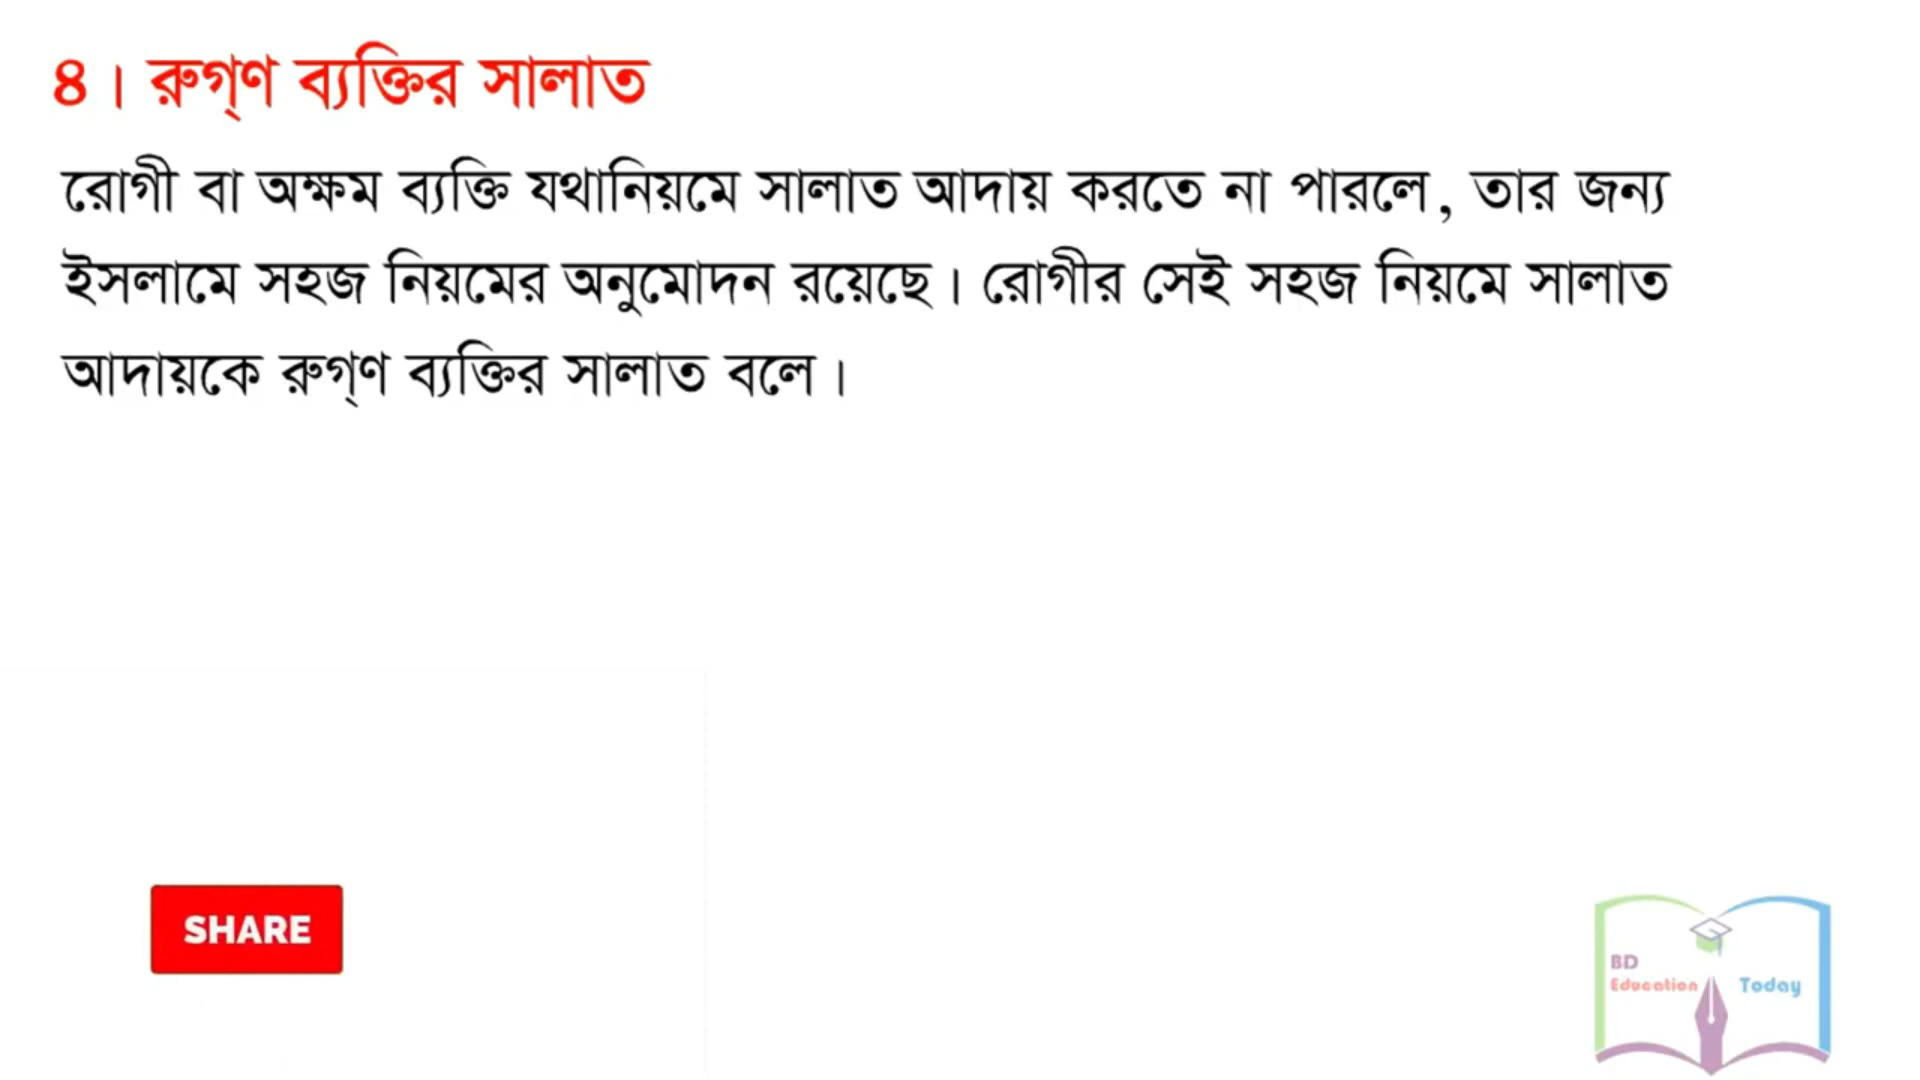 ৪। রুগ্‌ণ ব্যক্তির সালাত
রোগী বা অক্ষম ব্যক্তি যথানিয়মে সালাত আদায় করতে না পারলে, তার জন্য
ইসলামে সহজ নিয়মের অনুমোদন রয়েছে। রোগীর সেই সহজ নিয়মে সালাত
আদায়কে রুগ্‌ণ ব্যক্তির সালাত বলে।
SHARE
BD
Education Today